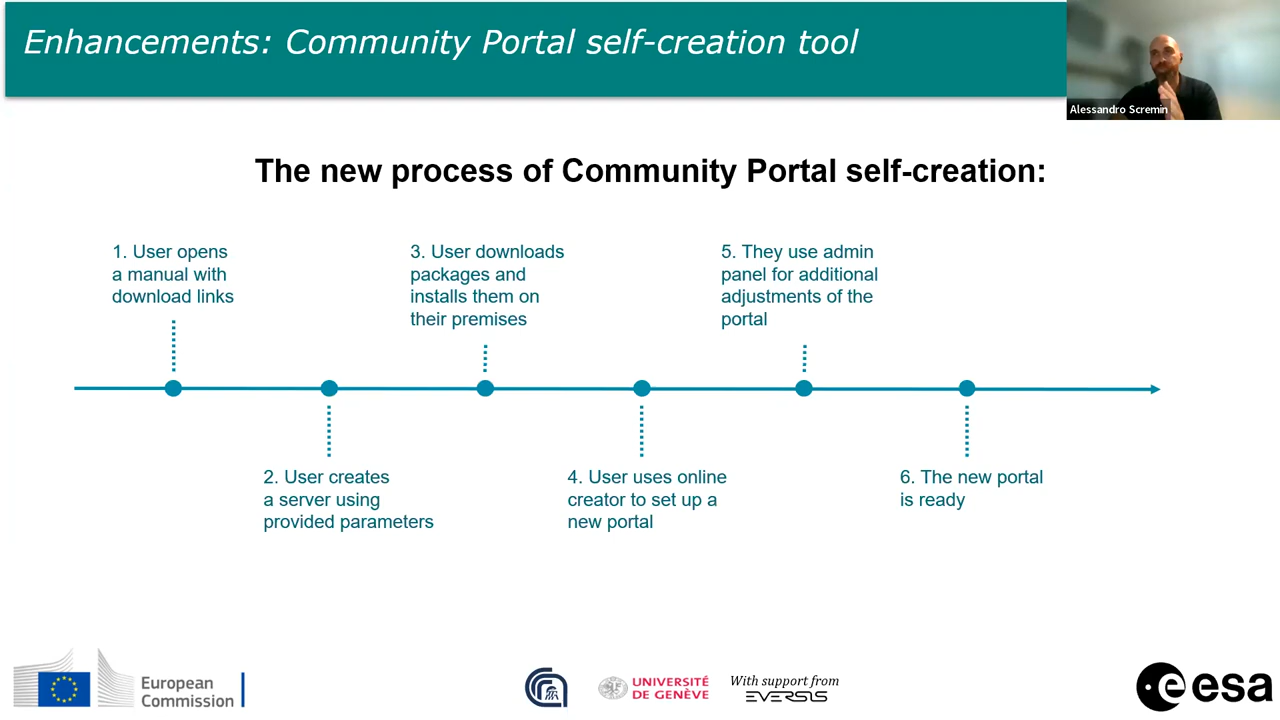 Enhancements: Community Portal self-creation tool
Alessandro Scremin
The new process of Community Portal self-creation:
1. User opens
a manual with
download links
3. User downloads
packages and
installs them on
their premises
5. They use admin
panel for additional
adjustments of the
portal
2. User creates
a server using
provided parameters
4. User uses online
creator to set up a
new portal
6. The new portal
is ready
European
Commission
UNIVERSITÉ
DE GENÈVE
With support from
EVERSIS
esa